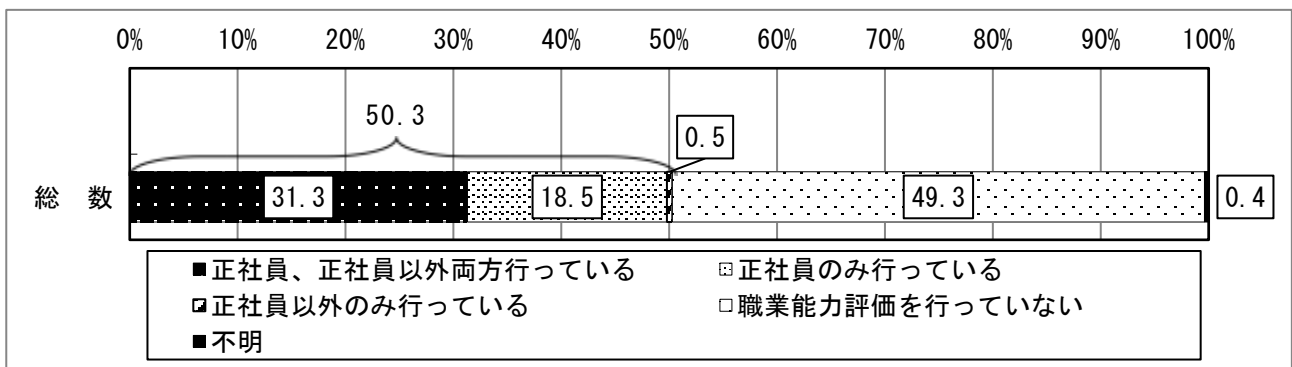 0% 10% 20% 30% 40% 50% 60% 70% 80% 90% 100%
50.3
0.5
総 数 31.3 18.5 49.3 0.4
■正社員、正社員以外両方行っている
正社員のみ行っている
正社員以外のみ行っている
□職業能力評価を行っていない
■不明